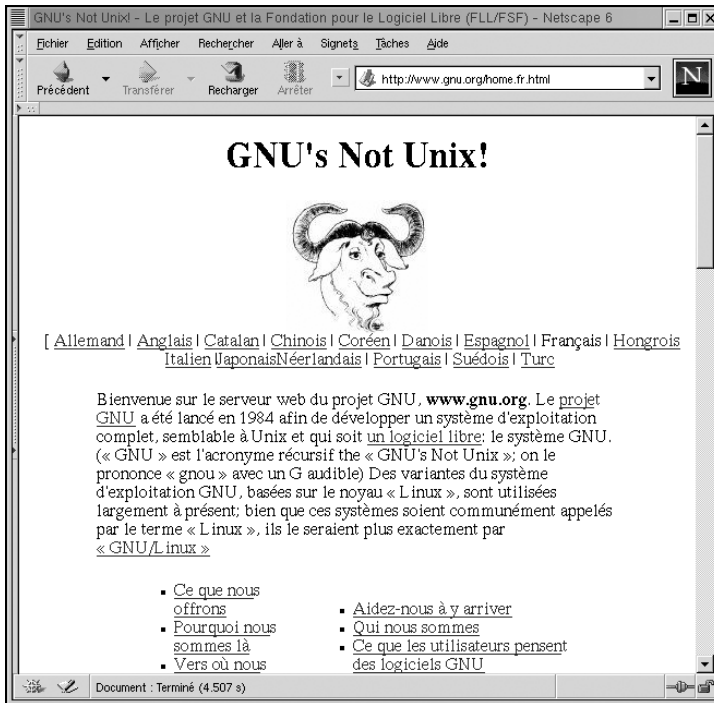 GNU's Not Unix! - Le projet GNU et la Fondation pour le Logiciel Libre (FLL/FSF) - Netscape 6
Fichier Edition Afficher Rechercher Aller à Signets Tâches Aide
Précédent Transférer Recharger Arrêter http://www.gnu.org/home.fr.html N
GNU's Not Unix!
[ Allemand | Anglais | Catalan | Chinois | Coréen | Danois | Espagnol | Français | Hongrois
Italien |JaponaisNéerlandais | Portugais | Suédois | Turc
Bienvenue sur le serveur web du projet GNU, www.gnu.org. Le projet
GNU a été lancé en 1984 afin de développer un système d'exploitation
complet, semblable à Unix et qui soit un logiciel libre: le système GNU.
(« GNU » est l'acronyme récursif the « GNU's Not Unix »; on le
prononce « gnou » avec un G audible) Des variantes du système
d'exploitation GNU, basées sur le noyau « Linux », sont utilisées
largement à présent; bien que ces systèmes soient communément appelés
par le terme « Linux », ils le seraient plus exactement par
« GNU/Linux »
▪ Ce que nous
offrons
▪ Pourquoi nous
sommes là
▪ Vers où nous
▪ Aidez-nous à y arriver
▪ Qui nous sommes
▪ Ce que les utilisateurs pensent
des logiciels GNU
Document : Terminé (4.507 s)